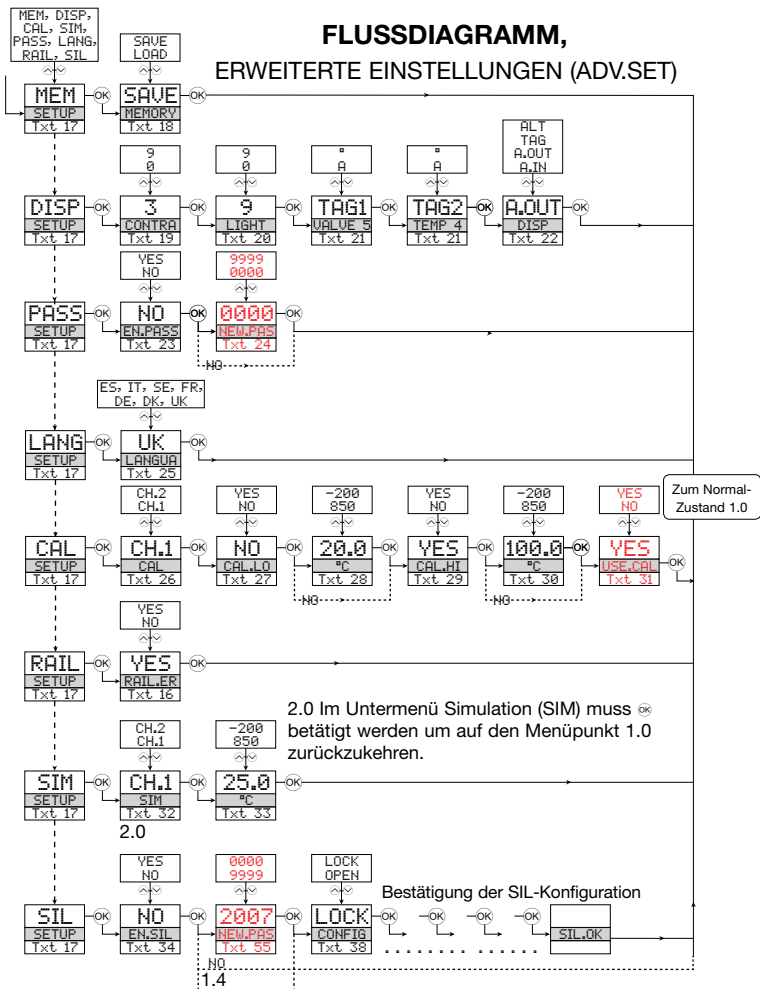 FLUSSDIAGRAMM,
ERWEITERTE EINSTELLUNGEN (ADV.SET)
MEM, DISP,
CAL, SIM,
PASS, LANG,
RAIL, SIL
SAVE
LOAD
MEM OK SAVE OK
SETUP MEMORY
Txt 17 Txt 18
9
0
9
0
¤
A
¤
A
ALT
TAG
A.OUT
A.IN
DISP OK 3 OK 9 OK TAG1 OK TAG2 OK A.OUT OK
SETUP CONTRA LIGHT VALVE 5 TEMP 4 DISP
Txt 17 Txt 19 Txt 20 Txt 21 Txt 21 Txt 22
YES
NO
9999
0000
PASS OK NO OK 0000 OK
SETUP EN.PASS NEW.PAS
Txt 17 Txt 23 Txt 24
NO
ES, IT, SE, FR,
DE, DK, UK
LANG OK UK OK
SETUP LANGUA
Txt 17 Txt 25
Zum Normal-
Zustand 1.0
CH.2
CH.1
YES
NO
-200
850
YES
NO
-200
850
YES
NO
CAL OK CH.1 OK NO OK 20.0 OK YES OK 100.0 OK YES OK
SETUP CAL CAL.LO °C CAL.HI °C USE.CAL
Txt 17 Txt 26 Txt 27 Txt 28 Txt 29 Txt 30 Txt 31
NO NO
YES
NO
RAIL OK YES OK
SETUP RAIL.ER
Txt 17 Txt 16
2.0 Im Untermenü Simulation (SIM) muss OK
betätigt werden um auf den Menüpunkt 1.0
zurückzukehren.
CH.2
CH.1
-200
850
SIM OK CH.1 OK 25.0 OK
SETUP SIM °C
Txt 17 Txt 32 Txt 33
2.0
YES
NO
0000
9999
LOCK
OPEN
Bestätigung der SIL-Konfiguration
SIL OK NO OK 2007 OK LOCK OK OK OK OK
SETUP EN.SIL NEW.PAS CONFIG SIL.OK
Txt 17 Txt 34 Txt 55 Txt 38
NO
1.4